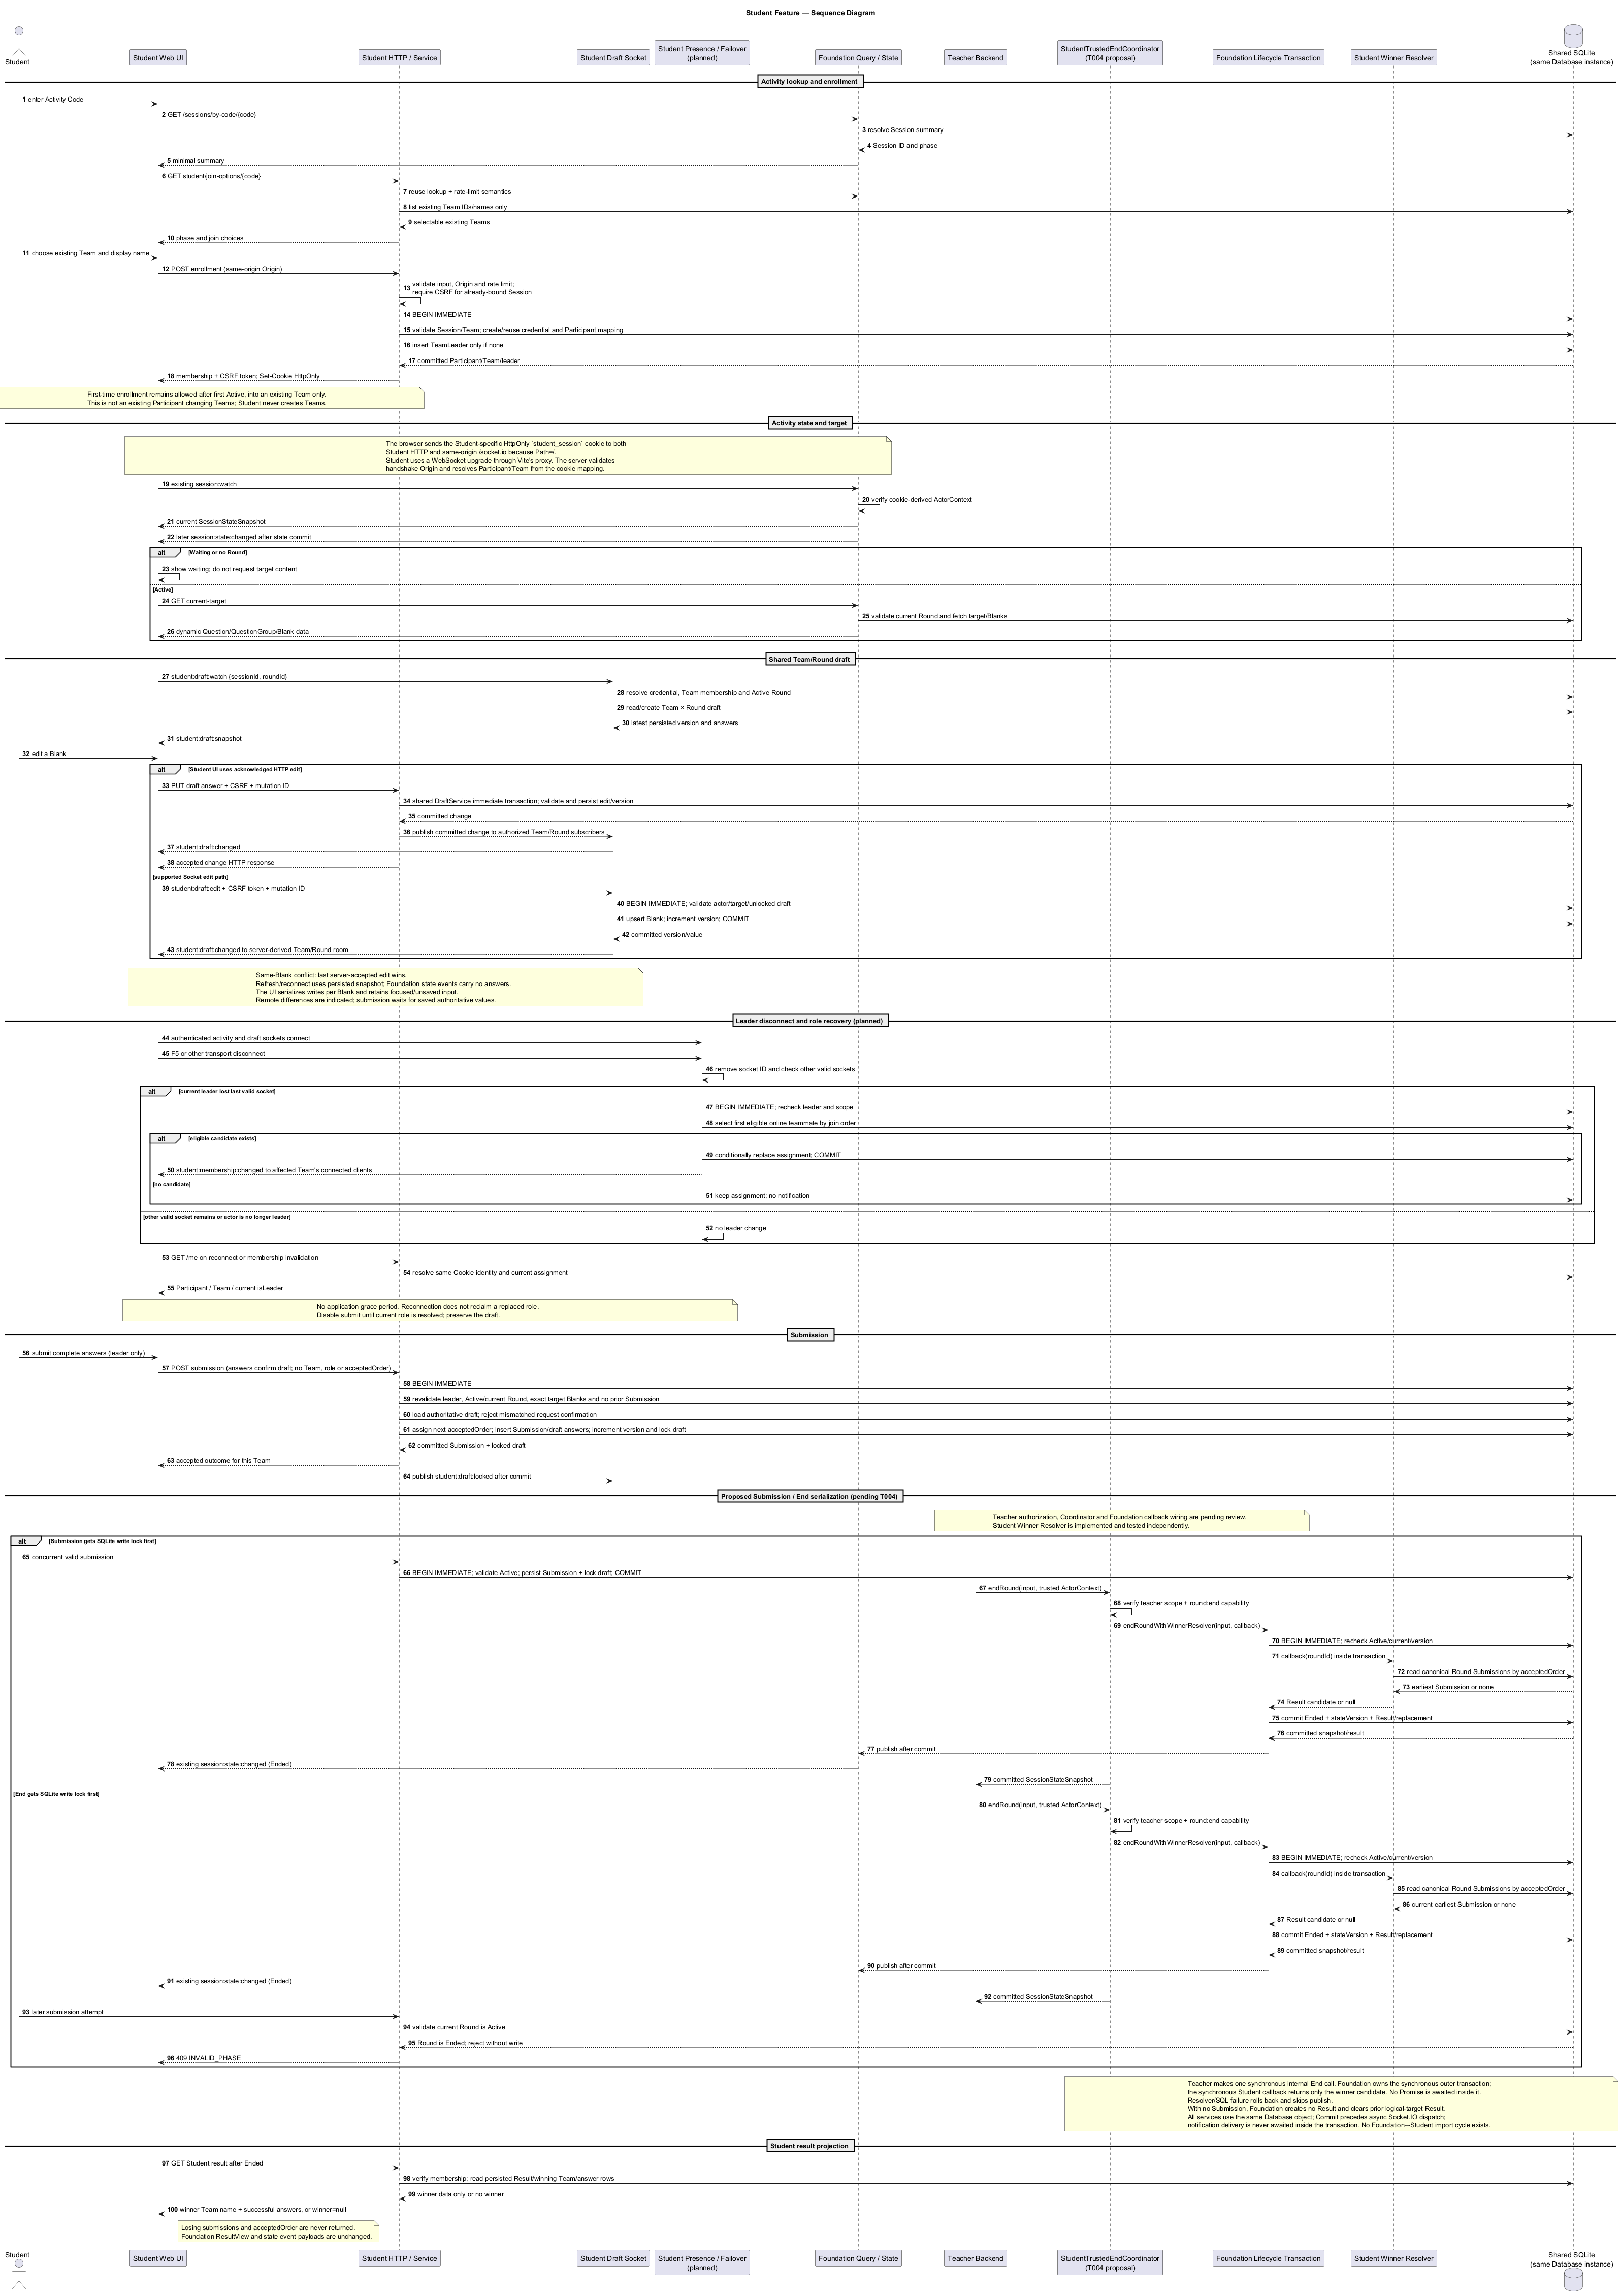 Student Feature — Sequence Diagram
Student
Student Web UI
Student HTTP / Service
Student Draft Socket
Student Presence / Failover
(planned)
Foundation Query / State
Teacher Backend
StudentTrustedEndCoordinator
(T004 proposal)
Foundation Lifecycle Transaction
Student Winner Resolver
Shared SQLite
(same Database instance)
Activity lookup and enrollment
1 enter Activity Code
2 GET /sessions/by-code/{code}
3 resolve Session summary
4 Session ID and phase
5 minimal summary
6 GET student/join-options/{code}
7 reuse lookup + rate-limit semantics
8 list existing Team IDs/names only
9 selectable existing Teams
10 phase and join choices
11 choose existing Team and display name
12 POST enrollment (same-origin Origin)
13 validate input, Origin and rate limit;
require CSRF for already-bound Session
14 BEGIN IMMEDIATE
15 validate Session/Team; create/reuse credential and Participant mapping
16 insert TeamLeader only if none
17 committed Participant/Team/leader
18 membership + CSRF token; Set-Cookie HttpOnly
First-time enrollment remains allowed after first Active, into an existing Team only.
This is not an existing Participant changing Teams; Student never creates Teams.
Activity state and target
The browser sends the Student-specific HttpOnly `student_session` cookie to both
Student HTTP and same-origin /socket.io because Path=/.
Student uses a WebSocket upgrade through Vite's proxy. The server validates
handshake Origin and resolves Participant/Team from the cookie mapping.
19 existing session:watch
20 verify cookie-derived ActorContext
21 current SessionStateSnapshot
22 later session:state:changed after state commit
alt [Waiting or no Round]
23 show waiting; do not request target content
[Active]
24 GET current-target
25 validate current Round and fetch target/Blanks
26 dynamic Question/QuestionGroup/Blank data
Shared Team/Round draft
27 student:draft:watch {sessionId, roundId}
28 resolve credential, Team membership and Active Round
29 read/create Team × Round draft
30 latest persisted version and answers
31 student:draft:snapshot
32 edit a Blank
alt [Student UI uses acknowledged HTTP edit]
33 PUT draft answer + CSRF + mutation ID
34 shared DraftService immediate transaction; validate and persist edit/version
35 committed change
36 publish committed change to authorized Team/Round subscribers
37 student:draft:changed
38 accepted change HTTP response
[supported Socket edit path]
39 student:draft:edit + CSRF token + mutation ID
40 BEGIN IMMEDIATE; validate actor/target/unlocked draft
41 upsert Blank; increment version; COMMIT
42 committed version/value
43 student:draft:changed to server-derived Team/Round room
Same-Blank conflict: last server-accepted edit wins.
Refresh/reconnect uses persisted snapshot; Foundation state events carry no answers.
The UI serializes writes per Blank and retains focused/unsaved input.
Remote differences are indicated; submission waits for saved authoritative values.
Leader disconnect and role recovery (planned)
44 authenticated activity and draft sockets connect
45 F5 or other transport disconnect
46 remove socket ID and check other valid sockets
alt [current leader lost last valid socket]
47 BEGIN IMMEDIATE; recheck leader and scope
48 select first eligible online teammate by join order
alt [eligible candidate exists]
49 conditionally replace assignment; COMMIT
50 student:membership:changed to affected Team's connected clients
[no candidate]
51 keep assignment; no notification
[other valid socket remains or actor is no longer leader]
52 no leader change
53 GET /me on reconnect or membership invalidation
54 resolve same Cookie identity and current assignment
55 Participant / Team / current isLeader
No application grace period. Reconnection does not reclaim a replaced role.
Disable submit until current role is resolved; preserve the draft.
Submission
56 submit complete answers (leader only)
57 POST submission (answers confirm draft; no Team, role or acceptedOrder)
58 BEGIN IMMEDIATE
59 revalidate leader, Active/current Round, exact target Blanks and no prior Submission
60 load authoritative draft; reject mismatched request confirmation
61 assign next acceptedOrder; insert Submission/draft answers; increment version and lock draft
62 committed Submission + locked draft
63 accepted outcome for this Team
64 publish student:draft:locked after commit
Proposed Submission / End serialization (pending T004)
Teacher authorization, Coordinator and Foundation callback wiring are pending review.
Student Winner Resolver is implemented and tested independently.
alt [Submission gets SQLite write lock first]
65 concurrent valid submission
66 BEGIN IMMEDIATE; validate Active; persist Submission + lock draft; COMMIT
67 endRound(input, trusted ActorContext)
68 verify teacher scope + round:end capability
69 endRoundWithWinnerResolver(input, callback)
70 BEGIN IMMEDIATE; recheck Active/current/version
71 callback(roundId) inside transaction
72 read canonical Round Submissions by acceptedOrder
73 earliest Submission or none
74 Result candidate or null
75 commit Ended + stateVersion + Result/replacement
76 committed snapshot/result
77 publish after commit
78 existing session:state:changed (Ended)
79 committed SessionStateSnapshot
[End gets SQLite write lock first]
80 endRound(input, trusted ActorContext)
81 verify teacher scope + round:end capability
82 endRoundWithWinnerResolver(input, callback)
83 BEGIN IMMEDIATE; recheck Active/current/version
84 callback(roundId) inside transaction
85 read canonical Round Submissions by acceptedOrder
86 current earliest Submission or none
87 Result candidate or null
88 commit Ended + stateVersion + Result/replacement
89 committed snapshot/result
90 publish after commit
91 existing session:state:changed (Ended)
92 committed SessionStateSnapshot
93 later submission attempt
94 validate current Round is Active
95 Round is Ended; reject without write
96 409 INVALID_PHASE
Teacher makes one synchronous internal End call. Foundation owns the synchronous outer transaction;
the synchronous Student callback returns only the winner candidate. No Promise is awaited inside it.
Resolver/SQL failure rolls back and skips publish.
With no Submission, Foundation creates no Result and clears prior logical-target Result.
All services use the same Database object; Commit precedes async Socket.IO dispatch;
notification delivery is never awaited inside the transaction. No Foundation↔Student import cycle exists.
Student result projection
97 GET Student result after Ended
98 verify membership; read persisted Result/winning Team/answer rows
99 winner data only or no winner
100 winner Team name + successful answers, or winner=null
Losing submissions and acceptedOrder are never returned.
Foundation ResultView and state event payloads are unchanged.
Student
Student Web UI
Student HTTP / Service
Student Draft Socket
Student Presence / Failover
(planned)
Foundation Query / State
Teacher Backend
StudentTrustedEndCoordinator
(T004 proposal)
Foundation Lifecycle Transaction
Student Winner Resolver
Shared SQLite
(same Database instance)